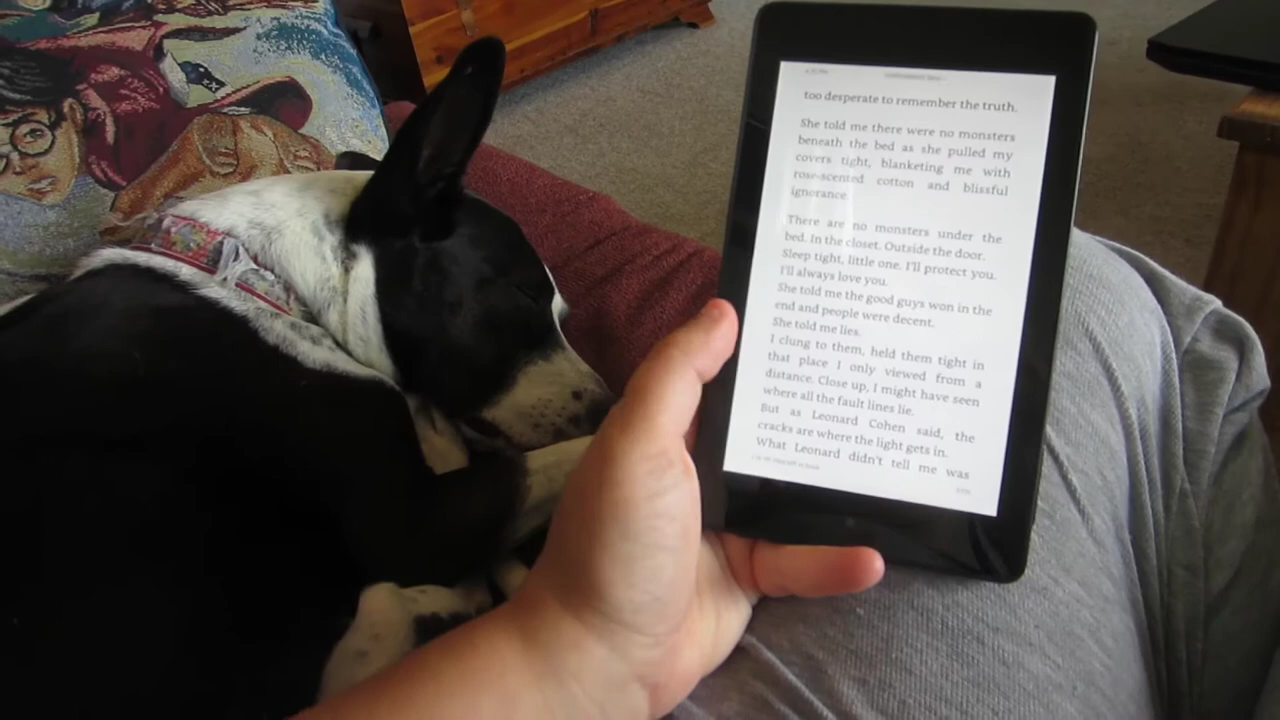 too desperate to remember the truth.
She told me there were no monsters
beneath the bed as she pulled my
covers tight, blanketing me with
rose-scented cotton and blissful
ignorance.
There are no monsters under the
bed. In the closet. Outside the door.
Sleep tight, little one. I'll protect you.
I'll always love you.
She told me the good guys won in the
end and people were decent.
She told me lies.
I clung to them, held them tight in
that place I only viewed from a
distance. Close up, I might have seen
where all the fault lines lie.
But as Leonard Cohen said, the
cracks are where the light gets in.
What Leonard didn't tell me was